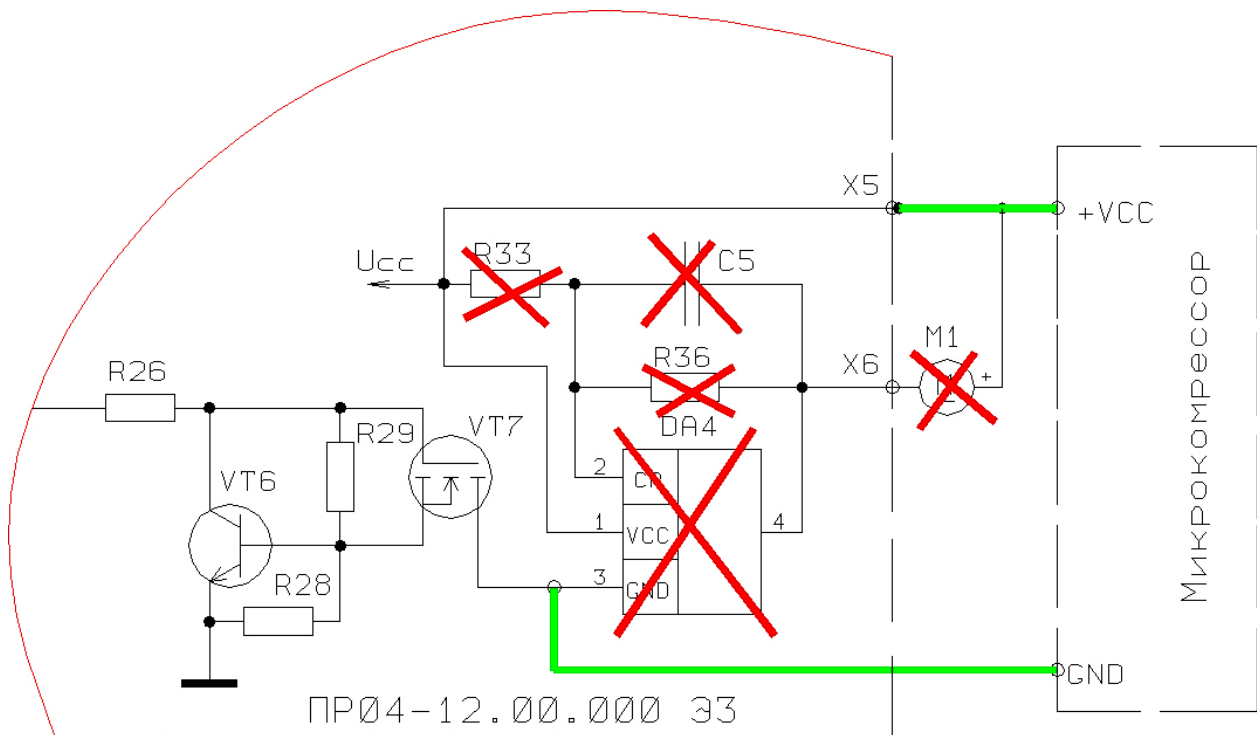 X5
+VCC
R33
C5
Ucc
M1
R36
X6
+
R26
DA4
R29
VT7
2
VT6
1
VCC
4
3
GND
R28
GND
Микрокомпрессор
ПР04-12.00.000 ЭЗ